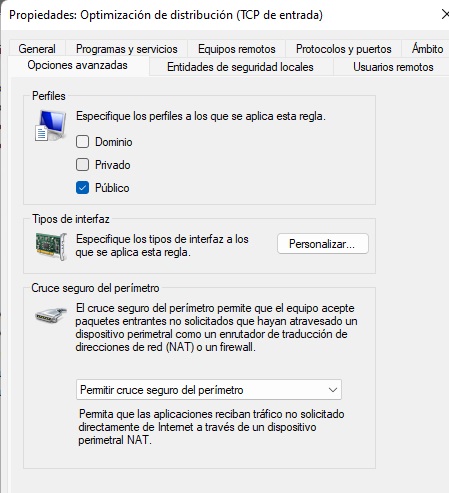 Propiedades: Optimización de distribución (TCP de entrada)
General Programas y servicios Equipos remotos Protocolos y puertos Ámbito
Opciones avanzadas Entidades de seguridad locales Usuarios remotos
Perfiles
Especifique los perfiles a los que se aplica esta regla.
Dominio
Privado
Público
Tipos de interfaz
Especifique los tipos de interfaz a los
que se aplica esta regla.
Personalizar...
Cruce seguro del perímetro
El cruce seguro del perímetro permite que el equipo acepte
paquetes entrantes no solicitados que hayan atravesado un
dispositivo perimetral como un enrutador de traducción de
direcciones de red (NAT) o un firewall.
Permitir cruce seguro del perímetro
Permita que las aplicaciones reciban tráfico no solicitado
directamente de Internet a través de un dispositivo
perimetral NAT.